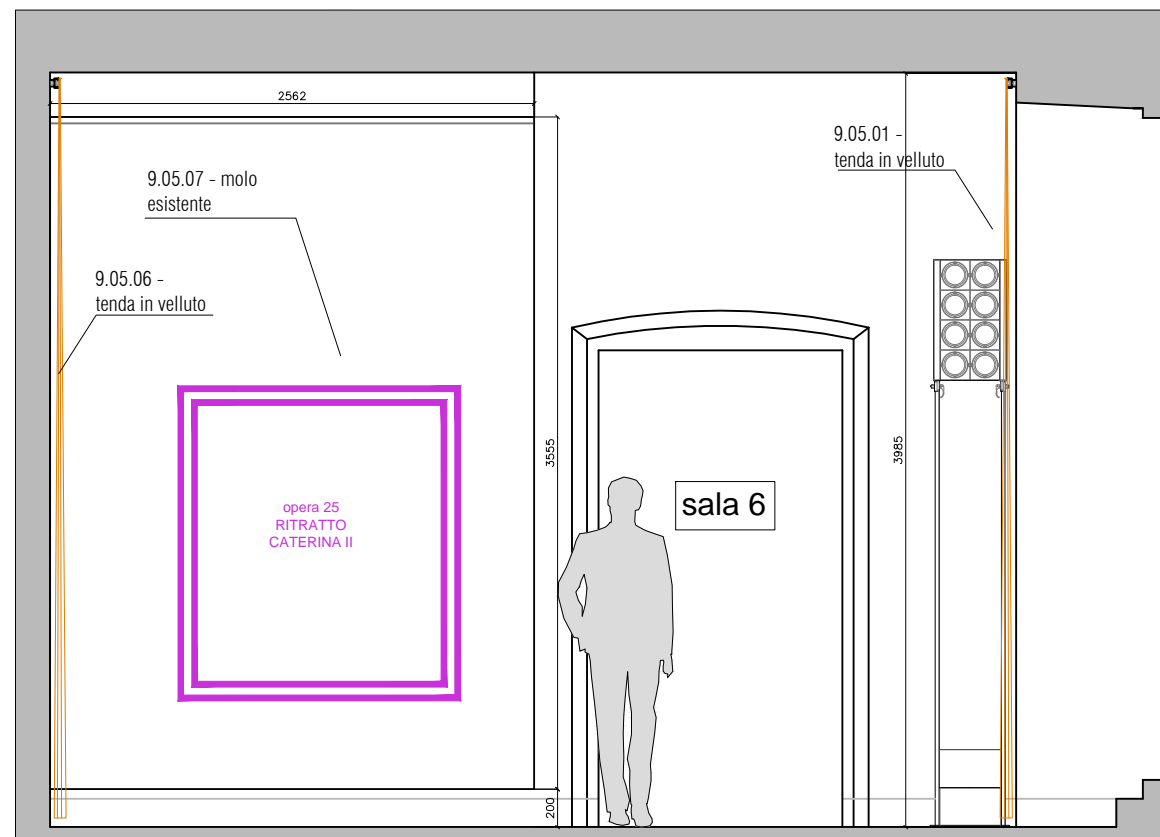 2562
9.05.01 -
tenda in velluto
9.05.07 - molo
esistente
9.05.06 -
tenda in velluto
3555
3985
opera 25
RITRATTO
CATERINA II
sala 6
200